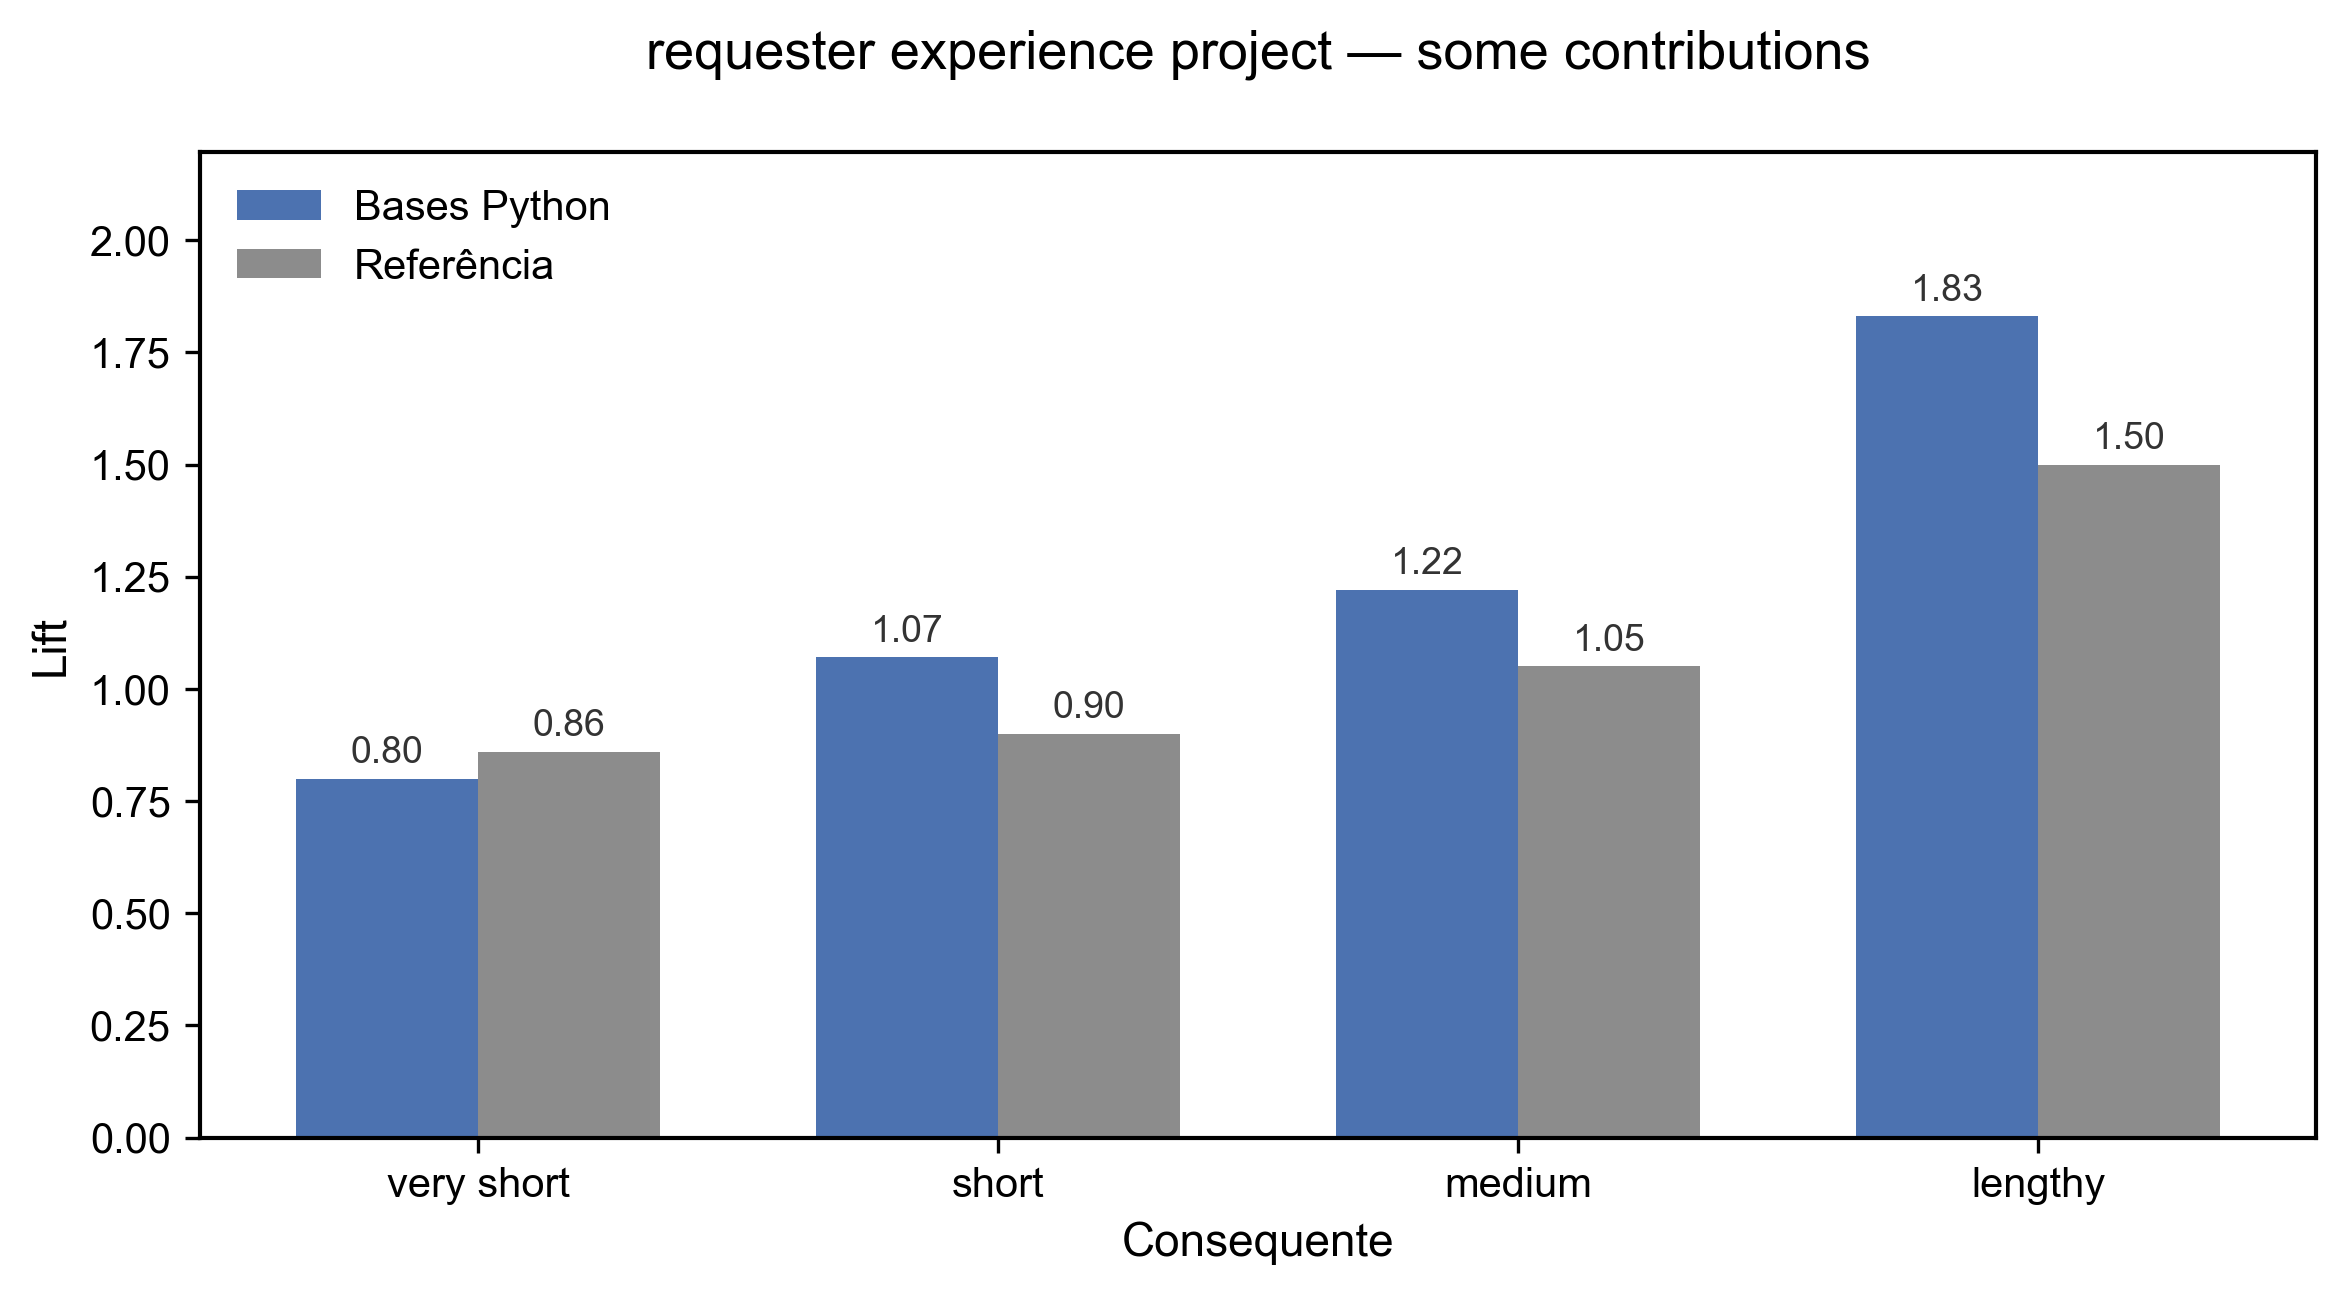 requester experience project — some contributions
Bases Python
Referência
2.00
1.75
1.50
1.25
1.00
0.75
0.50
0.25
0.00
Lift
0.80
0.86
1.07
0.90
1.22
1.05
1.83
1.50
very short
short
medium
lengthy
Consequente